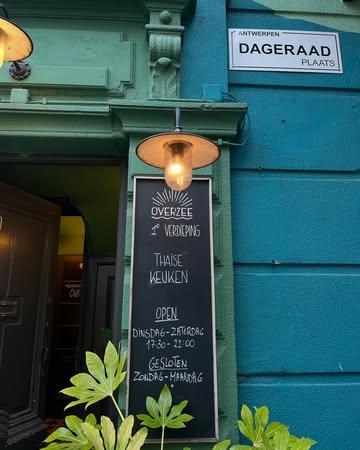 ANTWERPEN
DAGERAAD
PLAATS
OVERZEE
1e VERDIEPING
THAISE
KEUKEN
OPEN
DINSDAG - ZATERDAG
17:30 - 21:00
GESLOTEN
ZONDAG - MAANDAG